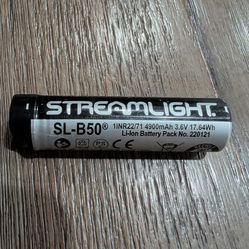 STREAMLIGHT.
SL-B50® 1INR22/71 4900mAh 3.6V 17.64Wh
Li-Ion Battery Pack No. 220121